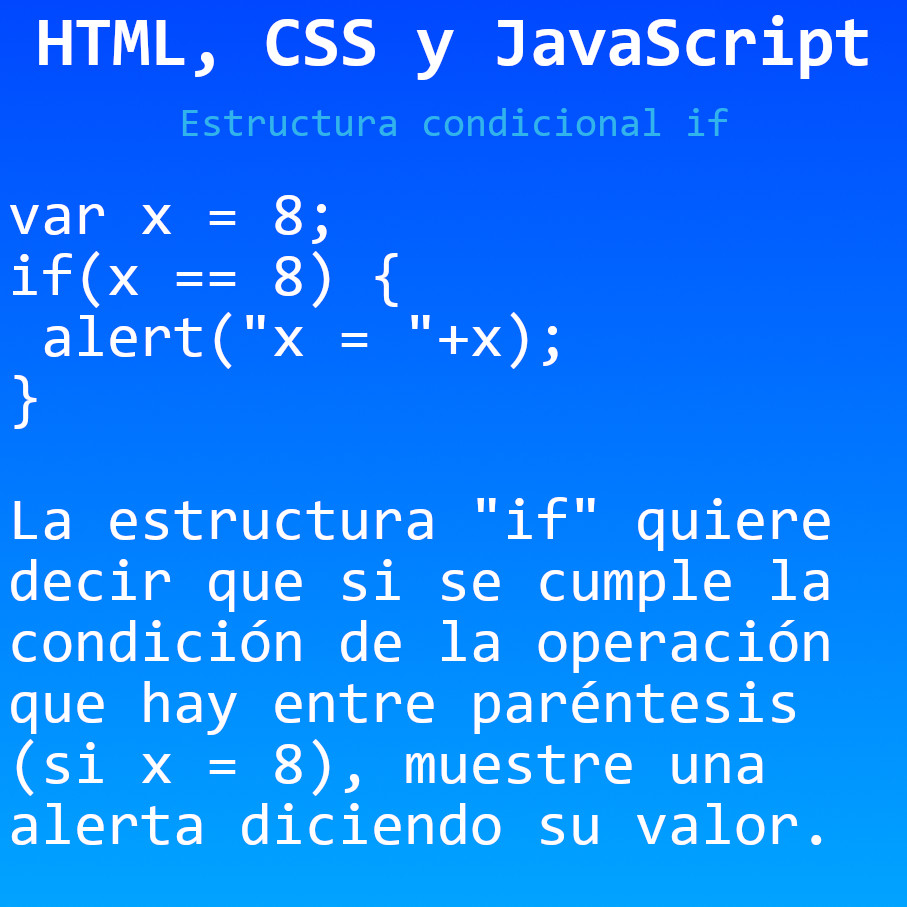 HTML, CSS y JavaScript
Estructura condicional if
var x = 8;
if(x == 8) {
 alert("x = "+x);
}
La estructura "if" quiere
decir que si se cumple la
condición de la operación
que hay entre paréntesis
(si x = 8), muestre una
alerta diciendo su valor.